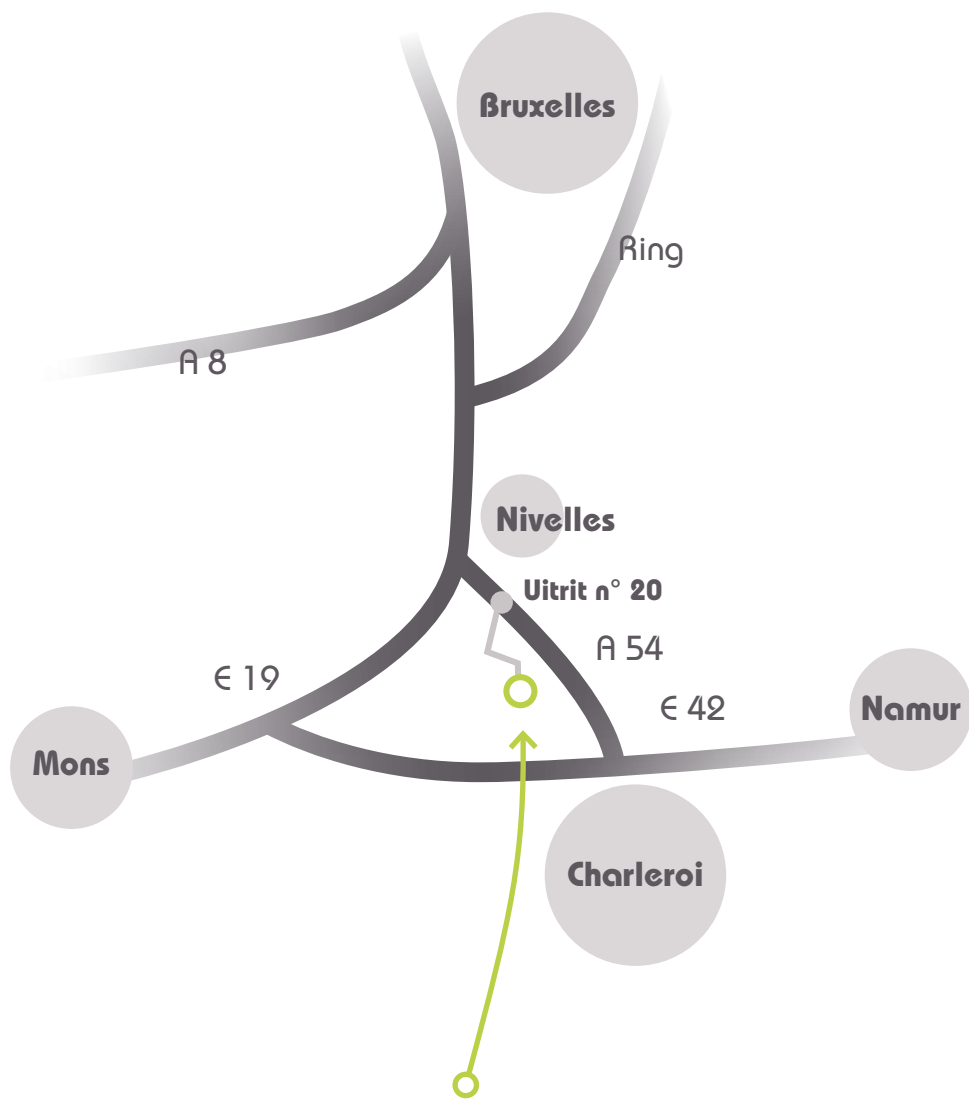 Bruxelles
Ring
A 8
Nivelles
Uitrit n° 20
A 54
E 19
E 42
Namur
Mons
Charleroi